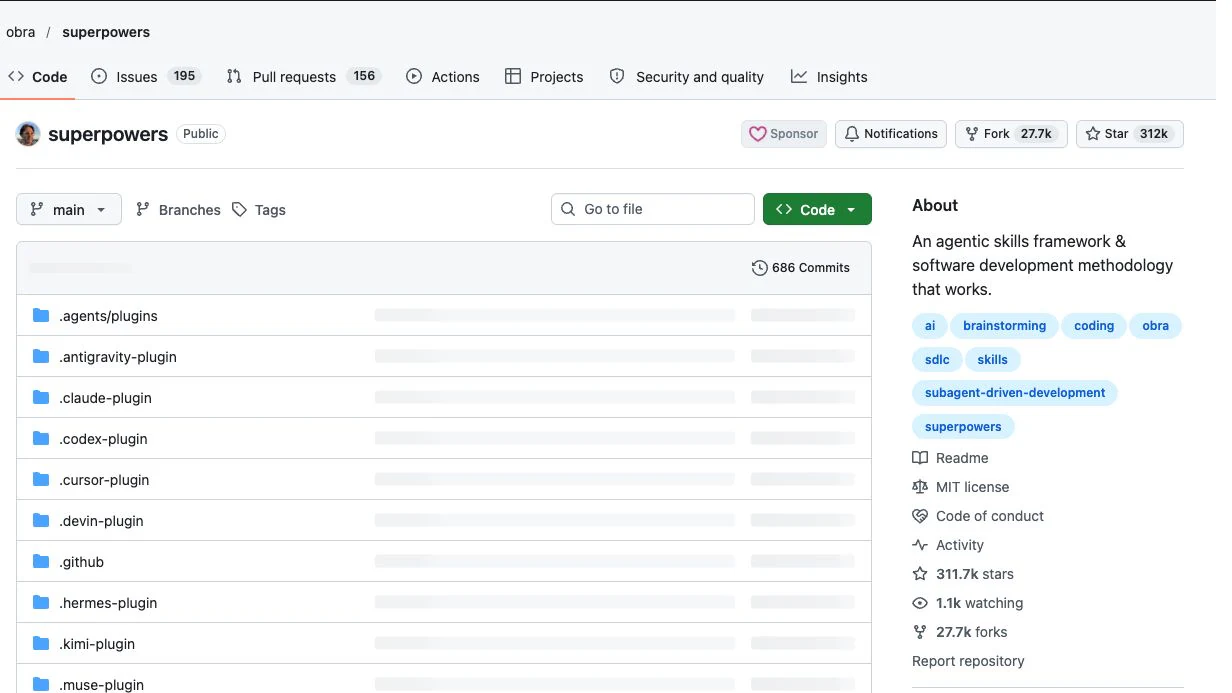 obra / superpowers
Code Issues 195 Pull requests 156 Actions Projects Security and quality Insights
superpowers Public Sponsor Notifications Fork 27.7k Star 312k
main Branches Tags Go to file Code
686 Commits
.agents/plugins
.antigravity-plugin
.claude-plugin
.codex-plugin
.cursor-plugin
.devin-plugin
.github
.hermes-plugin
.kimi-plugin
.muse-plugin
About
An agentic skills framework &
software development methodology
that works.
ai brainstorming coding obra
sdlc skills
subagent-driven-development
superpowers
Readme
MIT license
Code of conduct
Activity
311.7k stars
1.1k watching
27.7k forks
Report repository